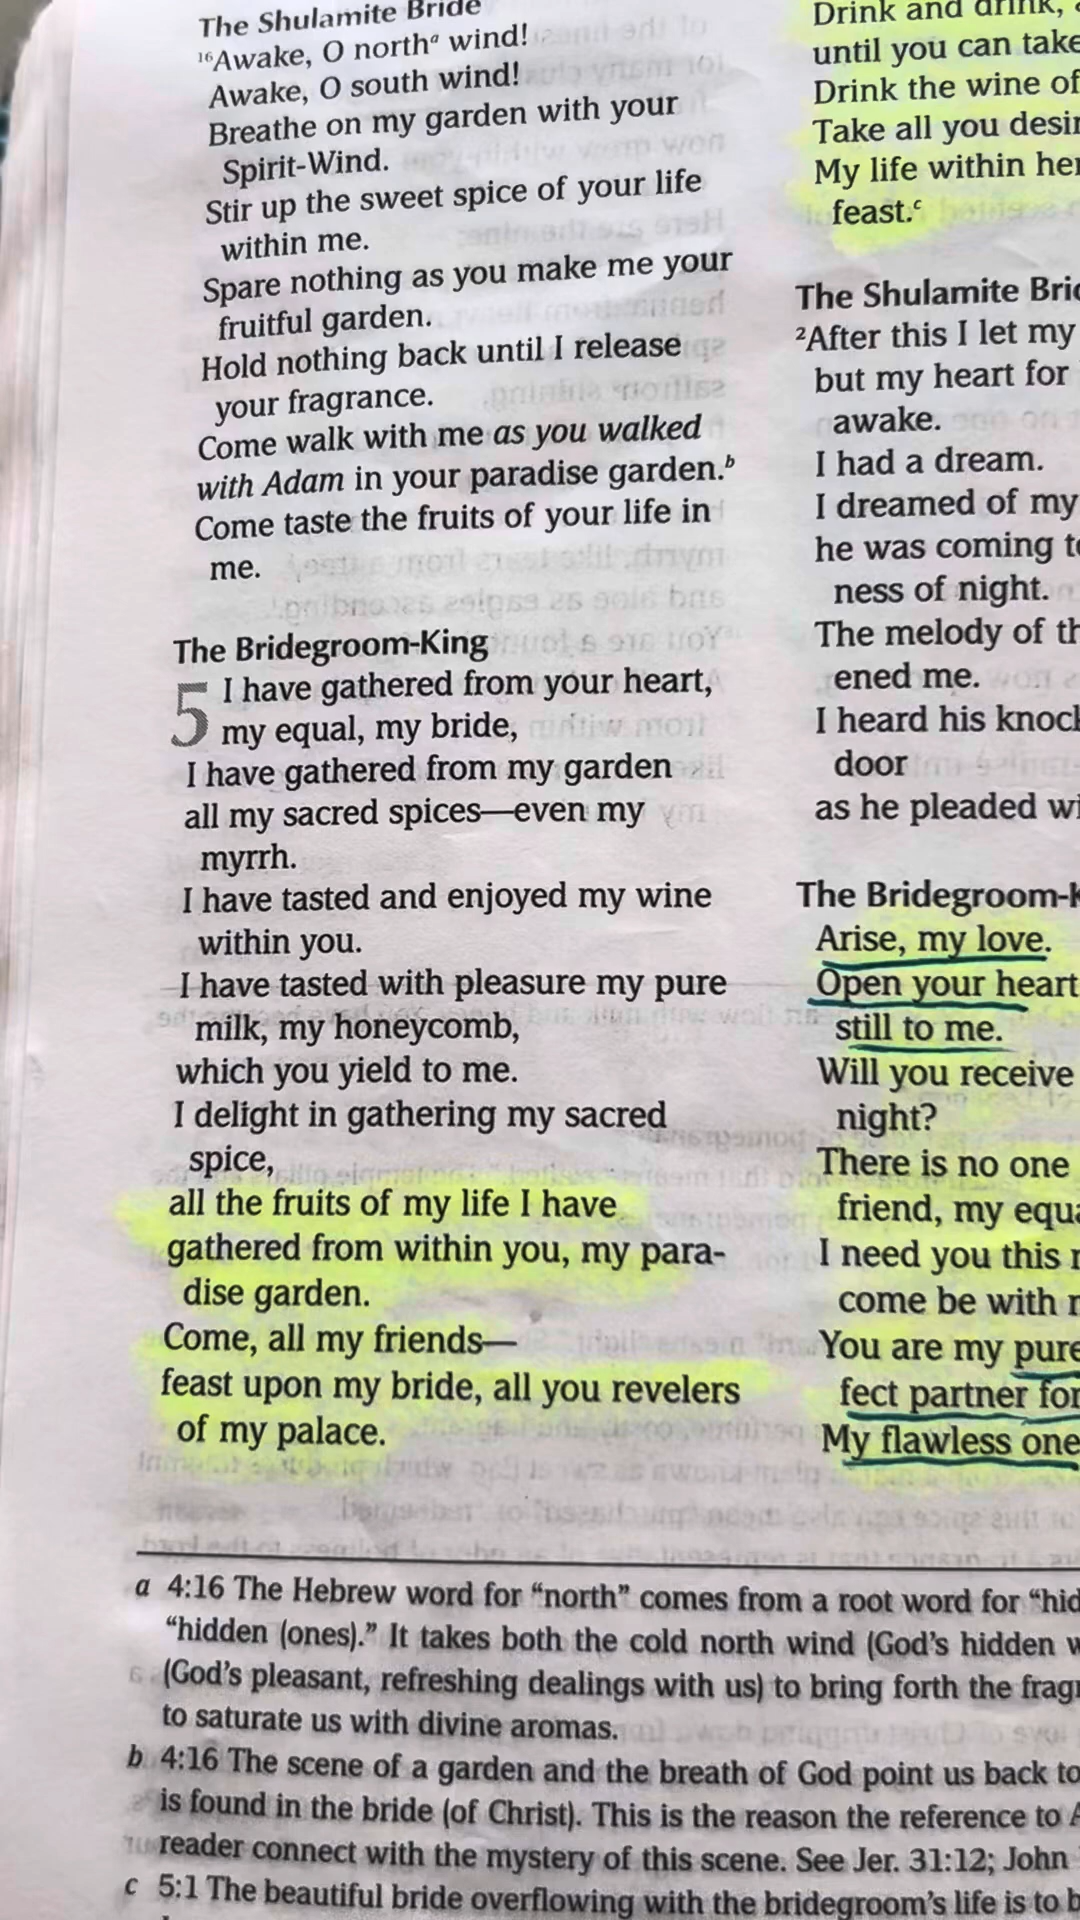 The Shulamite Bride
16Awake, O northa wind!
Awake, O south wind!
Breathe on my garden with your
Spirit-Wind.
Stir up the sweet spice of your life
within me.
Spare nothing as you make me your
fruitful garden.
Hold nothing back until I release
your fragrance.
Come walk with me as you walked
with Adam in your paradise garden.b
Come taste the fruits of your life in
me.
The Bridegroom-King
5 I have gathered from your heart,
my equal, my bride,
I have gathered from my garden
all my sacred spices—even my
myrrh.
I have tasted and enjoyed my wine
within you.
I have tasted with pleasure my pure
milk, my honeycomb,
which you yield to me.
I delight in gathering my sacred
spice,
all the fruits of my life I have
gathered from within you, my para-
dise garden.
Come, all my friends—
feast upon my bride, all you revelers
of my palace.
Drink and drink,
until you can take
Drink the wine of
Take all you desir
My life within her
feast.c
The Shulamite Brid
2After this I let my
but my heart for
awake.
I had a dream.
I dreamed of my
he was coming to
ness of night.
The melody of th
ened me.
I heard his knock
door
as he pleaded wi
The Bridegroom-K
Arise, my love.
Open your heart
still to me.
Will you receive
night?
There is no one
friend, my equa
I need you this
come be with
You are my pure
fect partner for
My flawless one
a 4:16 The Hebrew word for “north” comes from a root word for “hid
“hidden (ones).” It takes both the cold north wind (God’s hidden
(God’s pleasant, refreshing dealings with us) to bring forth the fragr
to saturate us with divine aromas.
b 4:16 The scene of a garden and the breath of God point us back to
is found in the bride (of Christ). This is the reason the reference to A
reader connect with the mystery of this scene. See Jer. 31:12; John
c 5:1 The beautiful bride overflowing with the bridegroom’s life is to b